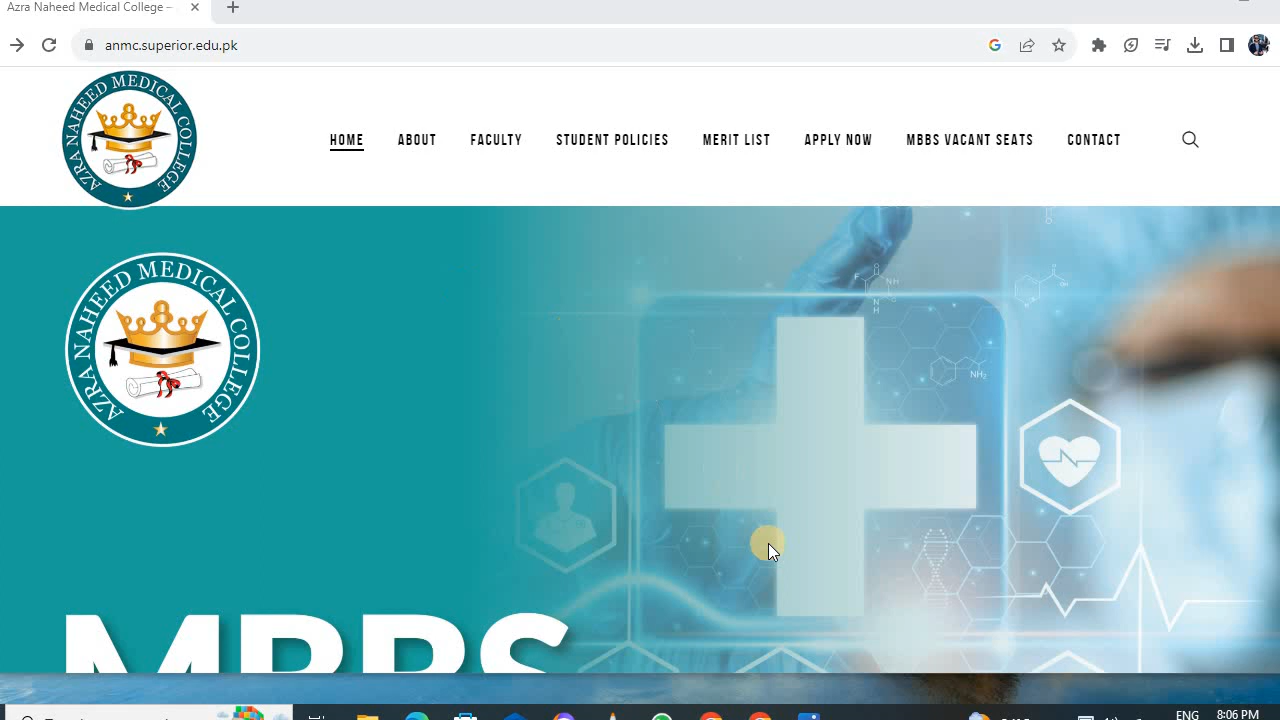 Azra Naheed Medical College –
anmc.superior.edu.pk
AZRA NAHEED MEDICAL COLLEGE
HOME ABOUT FACULTY STUDENT POLICIES MERIT LIST APPLY NOW MBBS VACANT SEATS CONTACT
AZRA NAHEED MEDICAL COLLEGE
NH₂
MBBS
ENG 8:06 PM